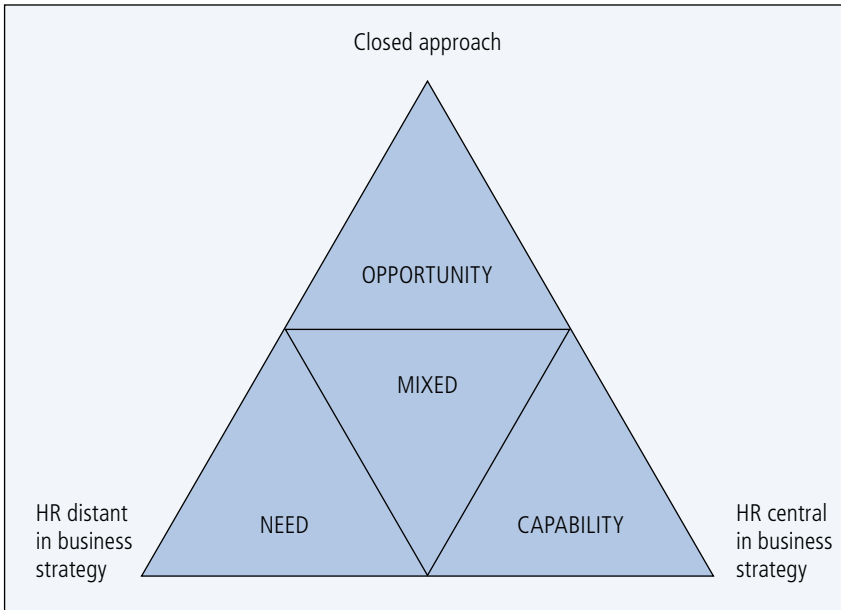 Closed approach
OPPORTUNITY
MIXED
HR distant
in business
strategy
NEED
CAPABILITY
HR central
in business
strategy